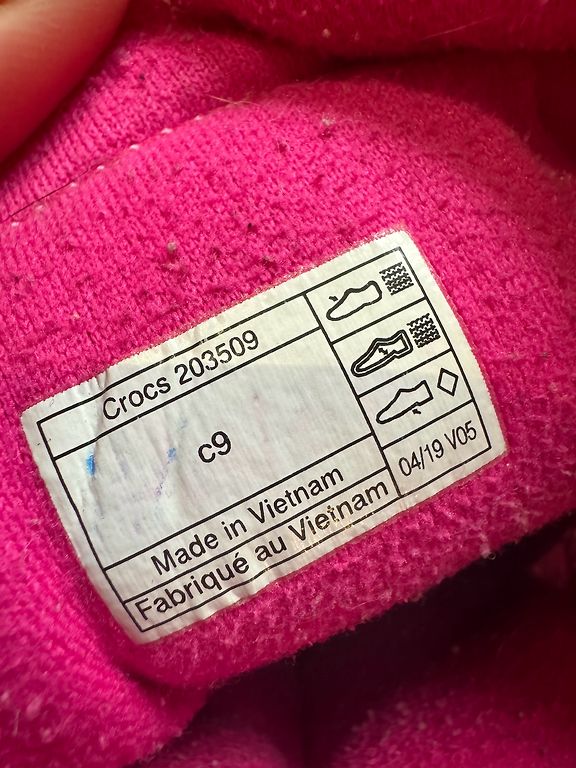 Crocs 203509
c9
Made in Vietnam
Fabriqué au Vietnam
04/19 V05